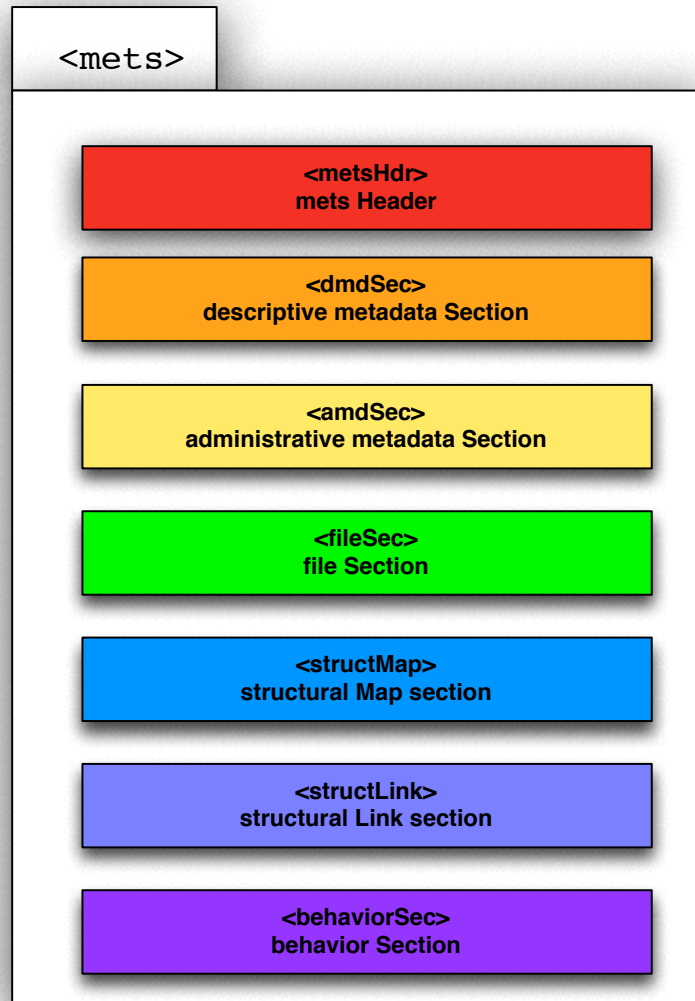 <mets>
<metsHdr>
mets Header
<dmdSec>
descriptive metadata Section
<amdSec>
administrative metadata Section
<fileSec>
file Section
<structMap>
structural Map section
<structLink>
structural Link section
<behaviorSec>
behavior Section